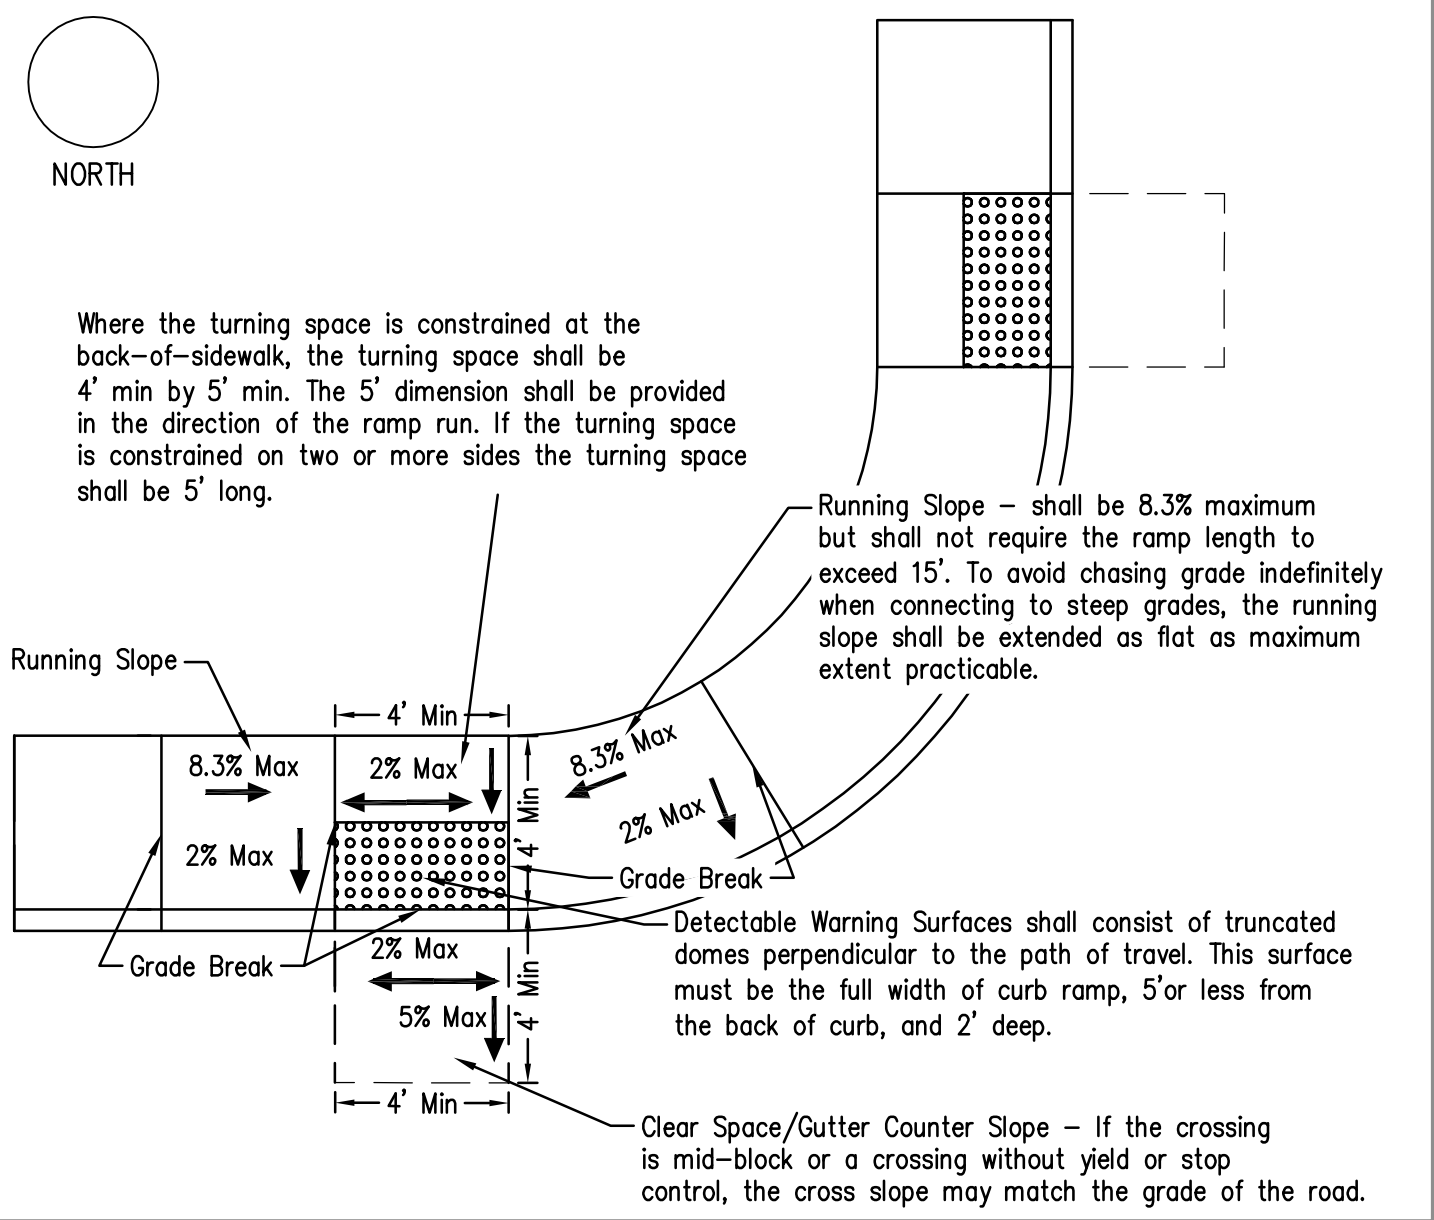 NORTH
Where the turning space is constrained at the
back-of-sidewalk, the turning space shall be
4' min by 5' min. The 5' dimension shall be provided
in the direction of the ramp run. If the turning space
is constrained on two or more sides the turning space
shall be 5' long.
Running Slope – shall be 8.3% maximum
but shall not require the ramp length to
exceed 15'. To avoid chasing grade indefinitely
when connecting to steep grades, the running
slope shall be extended as flat as maximum
extent practicable.
Running Slope
4' Min
8.3% Max
2% Max
8.3% Max
4' Min
2% Max
2% Max
Grade Break
Detectable Warning Surfaces shall consist of truncated
domes perpendicular to the path of travel. This surface
must be the full width of curb ramp, 5'or less from
the back of curb, and 2' deep.
Grade Break
2% Max
4' Min
5% Max
4' Min
Clear Space/Gutter Counter Slope – If the crossing
is mid-block or a crossing without yield or stop
control, the cross slope may match the grade of the road.